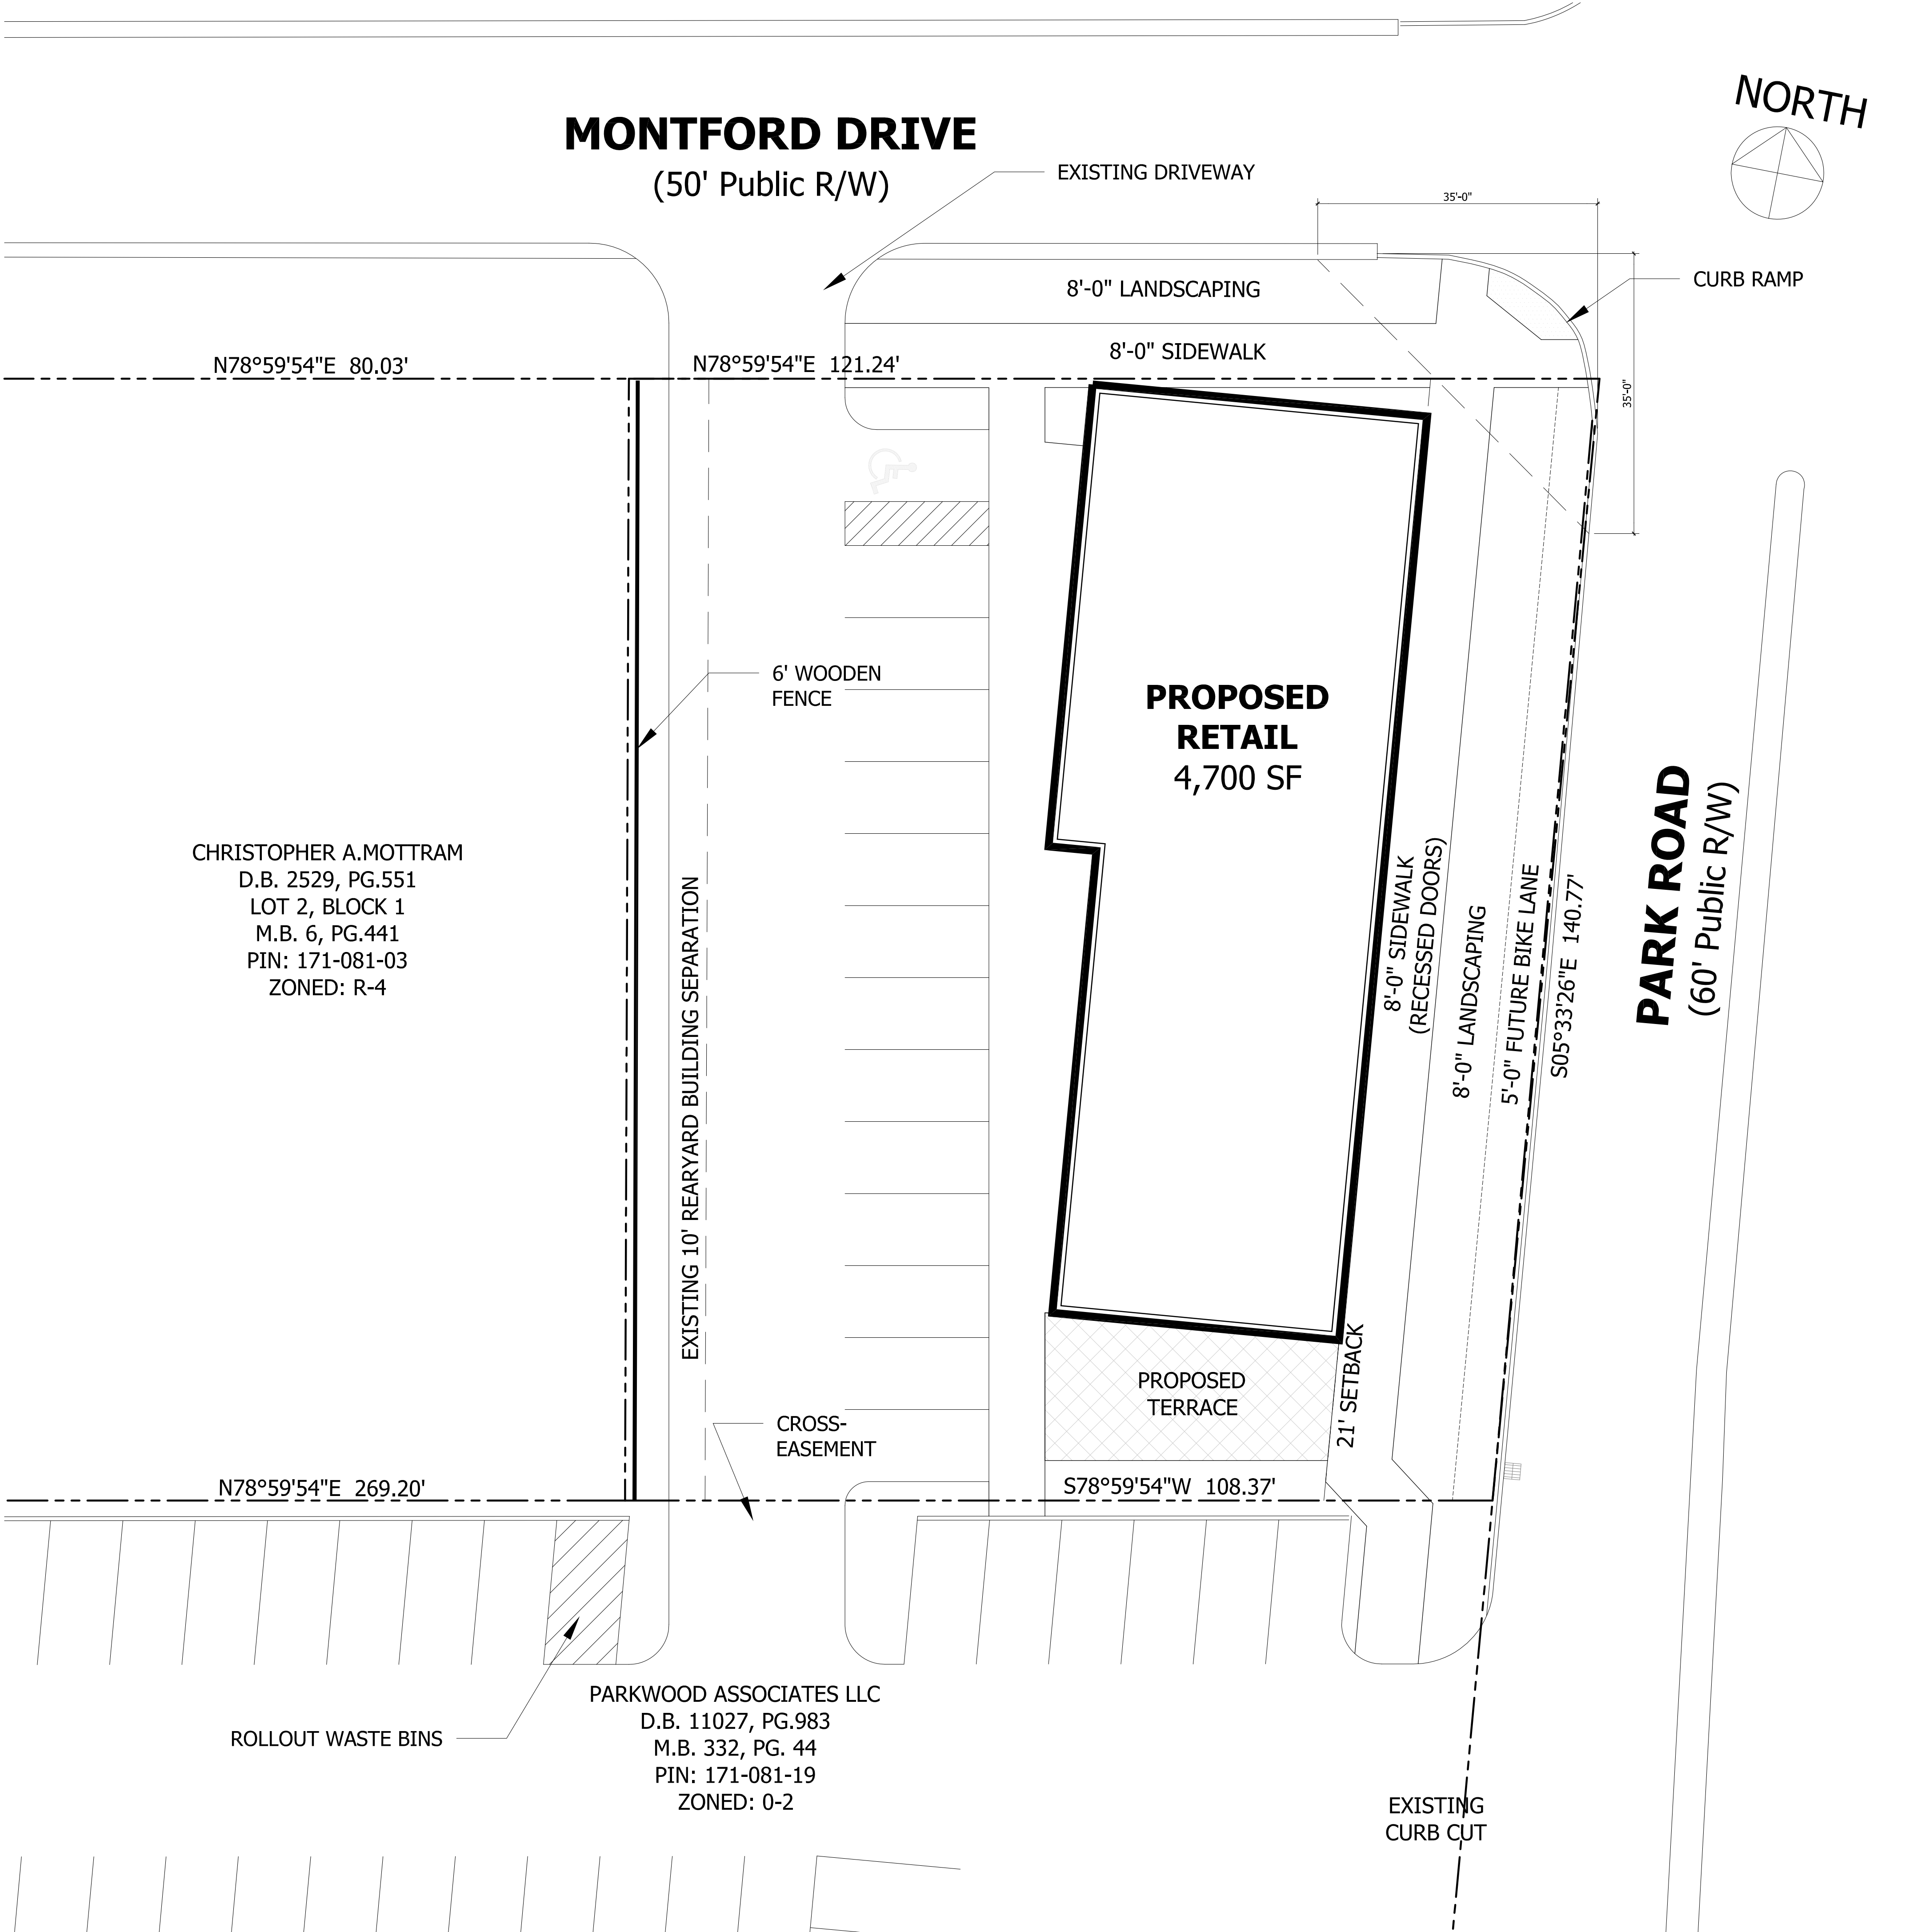 NORTH
MONTFORD DRIVE
(50' Public R/W)
EXISTING DRIVEWAY
35'-0"
CURB RAMP
8'-0" LANDSCAPING
8'-0" SIDEWALK
N78°59'54"E 80.03'
N78°59'54"E 121.24'
35'-0"
6' WOODEN
FENCE
PROPOSED
RETAIL
4,700 SF
CHRISTOPHER A.MOTTRAM
D.B. 2529, PG.551
LOT 2, BLOCK 1
M.B. 6, PG.441
PIN: 171-081-03
ZONED: R-4
EXISTING 10' REARYARD BUILDING SEPARATION
8'-0" SIDEWALK
(RECESSED DOORS)
8'-0" LANDSCAPING
5'-0" FUTURE BIKE LANE
S05°33'26"E 140.77'
PARK ROAD
(60' Public R/W)
PROPOSED
TERRACE
21' SETBACK
CROSS-
EASEMENT
N78°59'54"E 269.20'
S78°59'54"W 108.37'
ROLLOUT WASTE BINS
PARKWOOD ASSOCIATES LLC
D.B. 11027, PG.983
M.B. 332, PG. 44
PIN: 171-081-19
ZONED: 0-2
EXISTING
CURB CUT